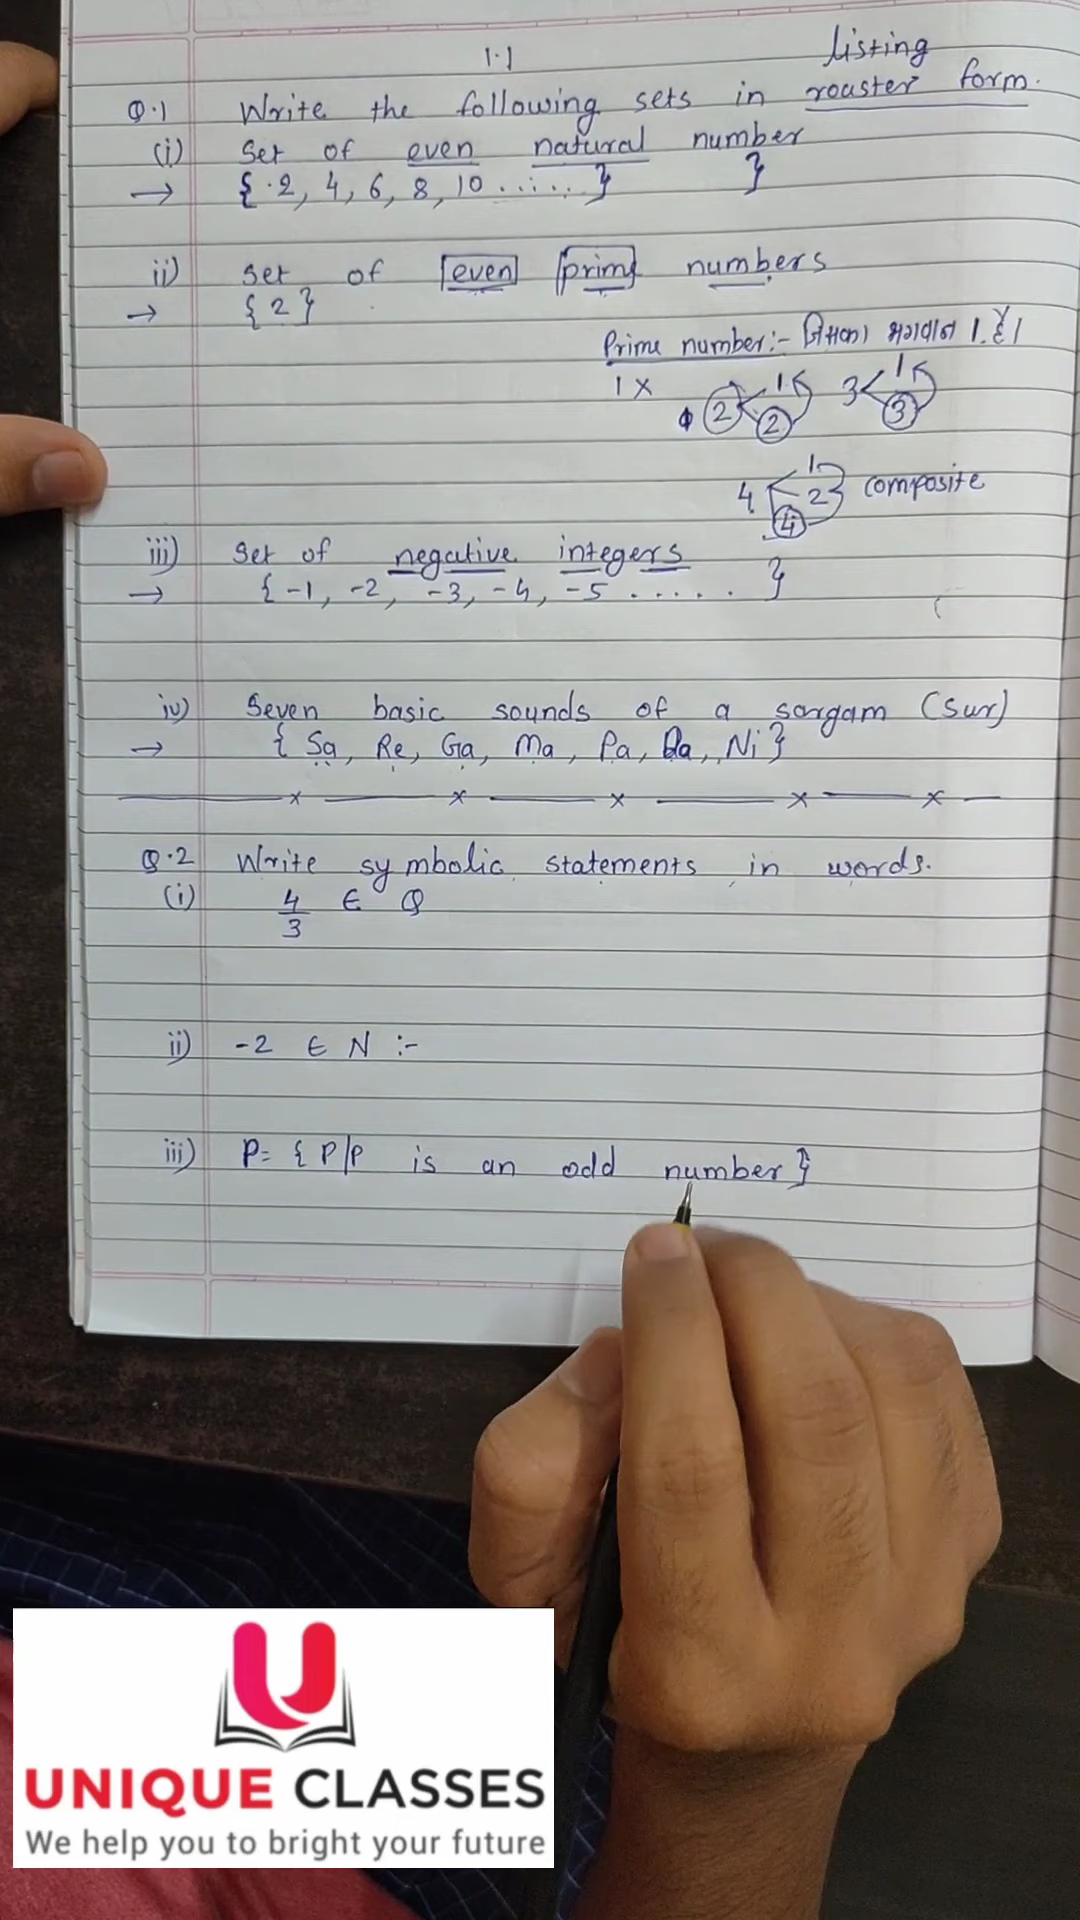 1.1 listing
Q.1 Write the following sets in rouster form.
(i) Set of even natural number
→ { 2, 4, 6, 8, 10 ...... } }
ii) set of even prime numbers
→ { 2 }
Prime number:- जिसका भागवान 1.
1 × 2 < 1 2 3 < 1 3
4 < 1 2 4 composite
iii) Set of negative integers
→ { -1, -2, -3, -4, -5 ..... }
iv) Seven basic sounds of a sargam (sur)
→ { Sa, Re, Ga, Ma, Pa, Da, Ni }
Q.2 Write symbolic statements in words.
(i) 4/3 ∈ Q
ii) -2 ∈ N :-
iii) P= { P/P is an odd number }
U
UNIQUE CLASSES
We help you to bright your future